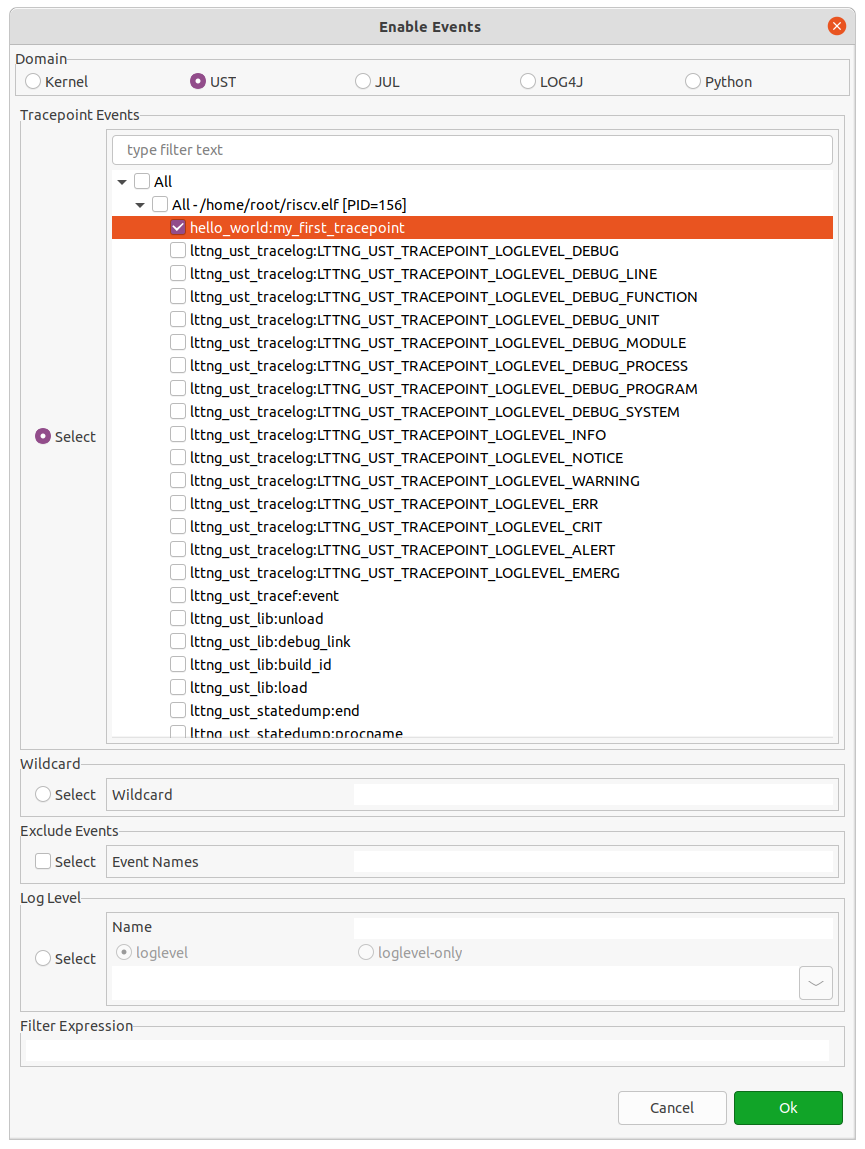 Enable Events
Domain
Kernel UST JUL LOG4J Python
Tracepoint Events
type filter text
All
All - /home/root/riscv.elf [PID=156]
hello_world:my_first_tracepoint
lttng_ust_tracelog:LTTNG_UST_TRACEPOINT_LOGLEVEL_DEBUG
lttng_ust_tracelog:LTTNG_UST_TRACEPOINT_LOGLEVEL_DEBUG_LINE
lttng_ust_tracelog:LTTNG_UST_TRACEPOINT_LOGLEVEL_DEBUG_FUNCTION
lttng_ust_tracelog:LTTNG_UST_TRACEPOINT_LOGLEVEL_DEBUG_UNIT
lttng_ust_tracelog:LTTNG_UST_TRACEPOINT_LOGLEVEL_DEBUG_MODULE
lttng_ust_tracelog:LTTNG_UST_TRACEPOINT_LOGLEVEL_DEBUG_PROCESS
lttng_ust_tracelog:LTTNG_UST_TRACEPOINT_LOGLEVEL_DEBUG_PROGRAM
lttng_ust_tracelog:LTTNG_UST_TRACEPOINT_LOGLEVEL_DEBUG_SYSTEM
Select
lttng_ust_tracelog:LTTNG_UST_TRACEPOINT_LOGLEVEL_INFO
lttng_ust_tracelog:LTTNG_UST_TRACEPOINT_LOGLEVEL_NOTICE
lttng_ust_tracelog:LTTNG_UST_TRACEPOINT_LOGLEVEL_WARNING
lttng_ust_tracelog:LTTNG_UST_TRACEPOINT_LOGLEVEL_ERR
lttng_ust_tracelog:LTTNG_UST_TRACEPOINT_LOGLEVEL_CRIT
lttng_ust_tracelog:LTTNG_UST_TRACEPOINT_LOGLEVEL_ALERT
lttng_ust_tracelog:LTTNG_UST_TRACEPOINT_LOGLEVEL_EMERG
lttng_ust_tracef:event
lttng_ust_lib:unload
lttng_ust_lib:debug_link
lttng_ust_lib:build_id
lttng_ust_lib:load
lttng_ust_statedump:end
lttng_ust_statedump:procname
Wildcard
Select Wildcard
Exclude Events
Select Event Names
Log Level
Name
loglevel loglevel-only
Select
Filter Expression
Cancel Ok